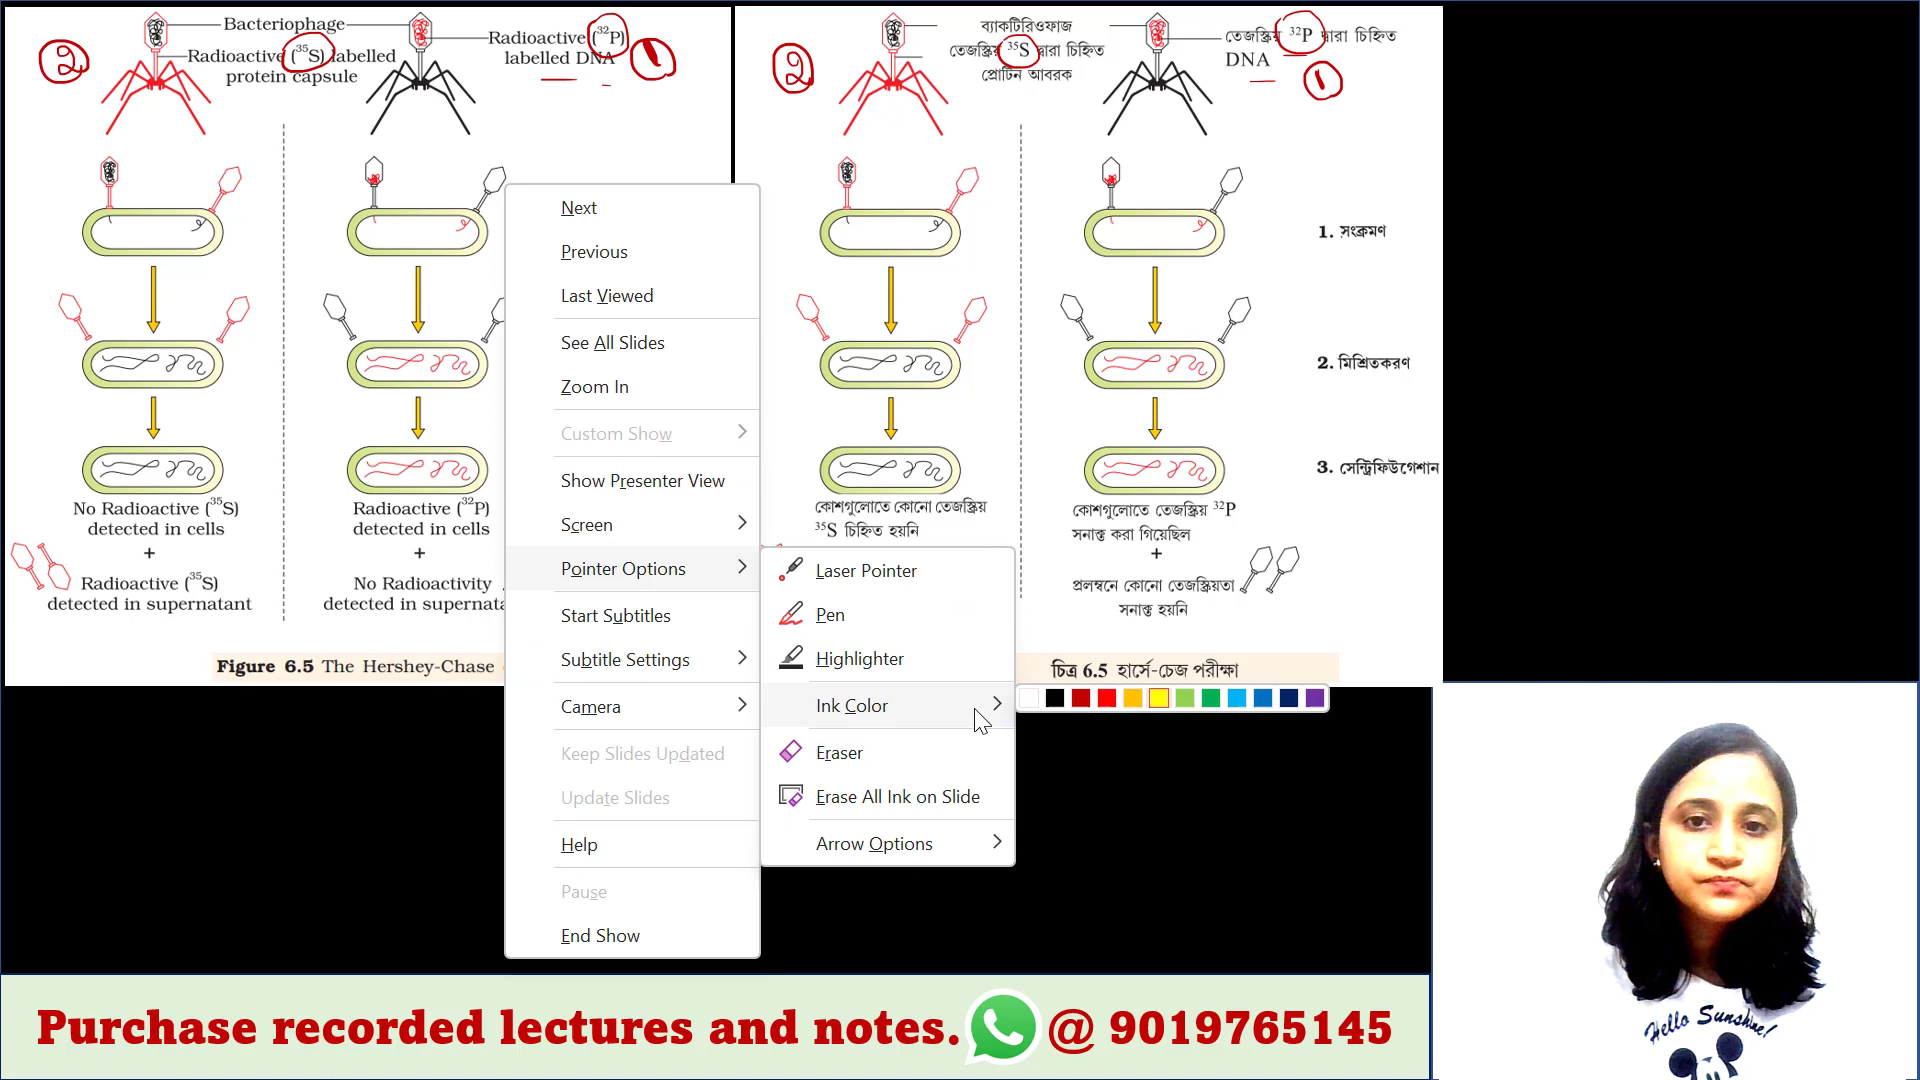 Bacteriophage
Radioactive (³⁵S) labelled
protein capsule
Radioactive (³²P)
labelled DNA
2
1
ব্যাকটিরিওফাজ
তেজস্ক্রিয় ³⁵S দ্বারা চিহ্নিত
প্রোটিন আবরক
তেজস্ক্রিয় ³²P দ্বারা চিহ্নিত
DNA
2
1
1. সংক্রমণ
2. মিশ্রিতকরণ
3. সেন্ট্রিফিউগেশান
No Radioactive (³⁵S)
detected in cells
+
Radioactive (³⁵S)
detected in supernatant
Radioactive (³²P)
detected in cells
+
No Radioactivity
detected in
কোশগুলোতে কোনো তেজস্ক্রিয়
³⁵S চিহ্নিত হয়নি
কোশগুলোতে তেজস্ক্রিয় ³²P
সনাক্ত করা গিয়েছিল
+
প্রলম্বনে কোনো তেজস্ক্রিয়তা
সনাক্ত হয়নি
Figure 6.5 The Hershey-Chase
চিত্র 6.5 হার্সে-চেজ পরীক্ষা
Next
Previous
Last Viewed
See All Slides
Zoom In
Custom Show
Show Presenter View
Screen
Pointer Options
Start Subtitles
Subtitle Settings
Camera
Keep Slides Updated
Update Slides
Help
Pause
End Show
Laser Pointer
Pen
Highlighter
Ink Color
Eraser
Erase All Ink on Slide
Arrow Options
Purchase recorded lectures and notes. @ 9019765145
Hello Sunshine!